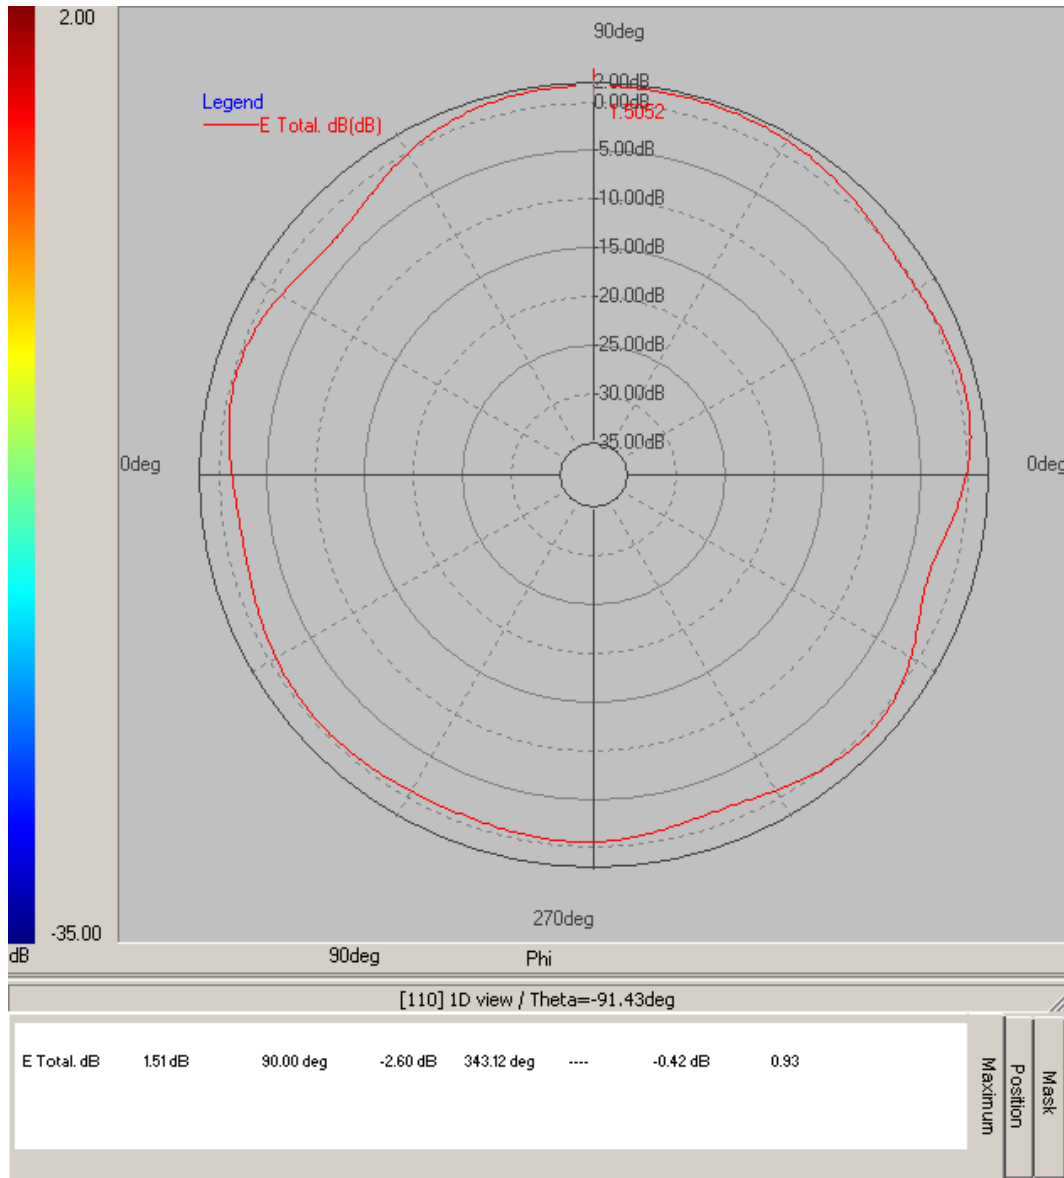 2.00
90deg
Legend
E Total. dB(dB)
2.00dB
0.00dB
1.5052
-5.00dB
-10.00dB
-15.00dB
-20.00dB
-25.00dB
-30.00dB
-35.00dB
0deg
0deg
270deg
-35.00
dB
90deg
Phi
[110] 1D view / Theta=-91.43deg
E Total. dB 1.51 dB 90.00 deg -2.60 dB 343.12 deg ---- -0.42 dB 0.93
Maximum
Position
Mask